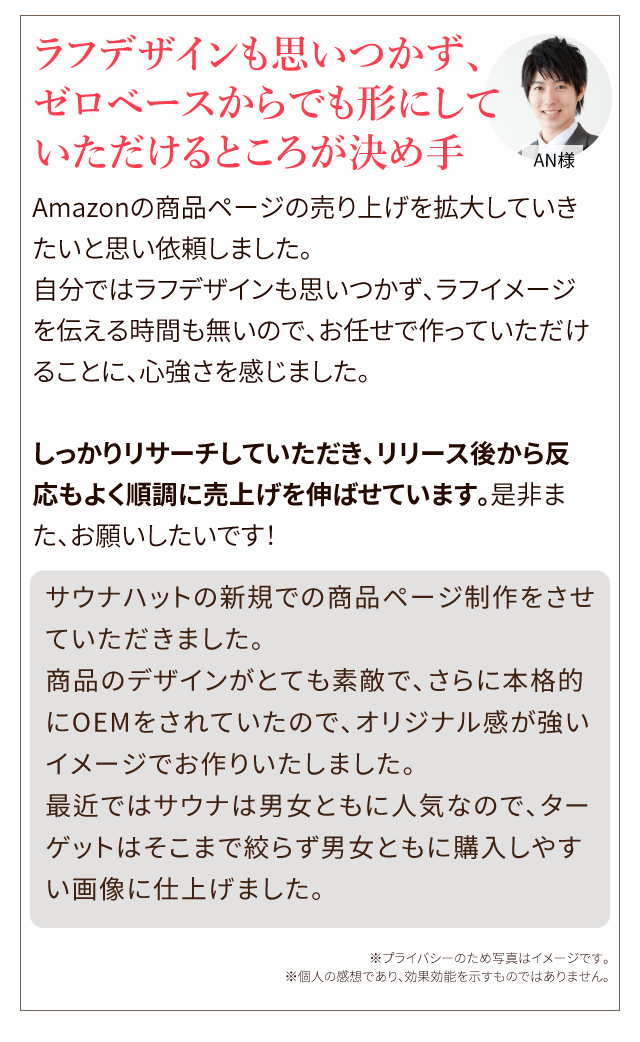 ラフデザインも思いつかず、
ゼロベースからでも形にして
いただけるところが決め手
AN様
Amazonの商品ページの売り上げを拡大していき
たいと思い依頼しました。
自分ではラフデザインも思いつかず、ラフイメージ
を伝える時間も無いので、お任せで作っていただけ
ることに、心強さを感じました。
しっかりリサーチしていただき、リリース後から反
応もよく順調に売上げを伸ばせています。是非ま
た、お願いしたいです!
サウナハットの新規での商品ページ制作をさせ
ていただきました。
商品のデザインがとても素敵で、さらに本格的
にOEMをされていたので、オリジナル感が強い
イメージでお作りいたしました。
最近ではサウナは男女ともに人気なので、ター
ゲットはそこまで絞らず男女ともに購入しやす
い画像に仕上げました。
※プライバシーのため写真はイメージです。
※個人の感想であり、効果効能を示すものではありません。